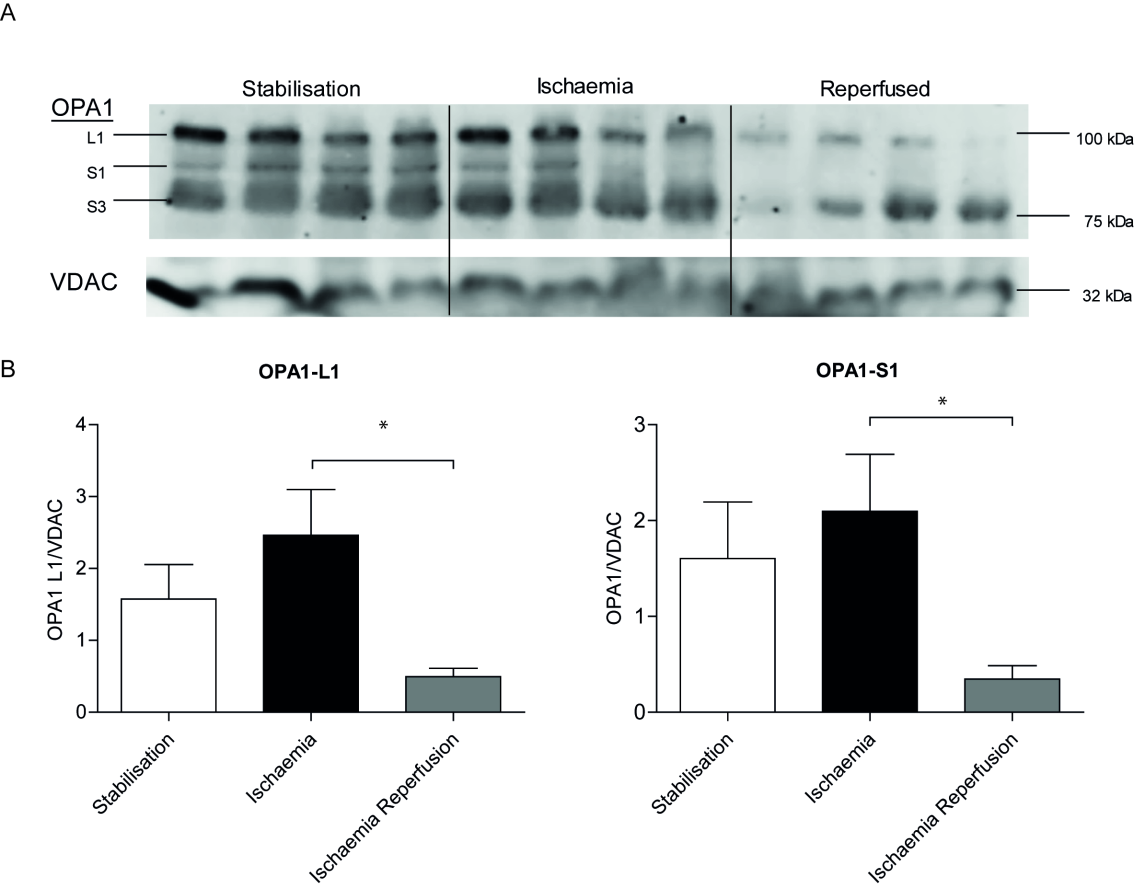 A
Stabilisation Ischaemia Reperfused
OPA1
L1 100 kDa
S1
S3 75 kDa
VDAC 32 kDa
B
OPA1-L1
4
3
2
1
0
OPA1 L1/VDAC
*
Stabilisation
Ischaemia
Ischaemia Reperfusion
OPA1-S1
3
2
1
0
OPA1/VDAC
*
Stabilisation
Ischaemia
Ischaemia Reperfusion